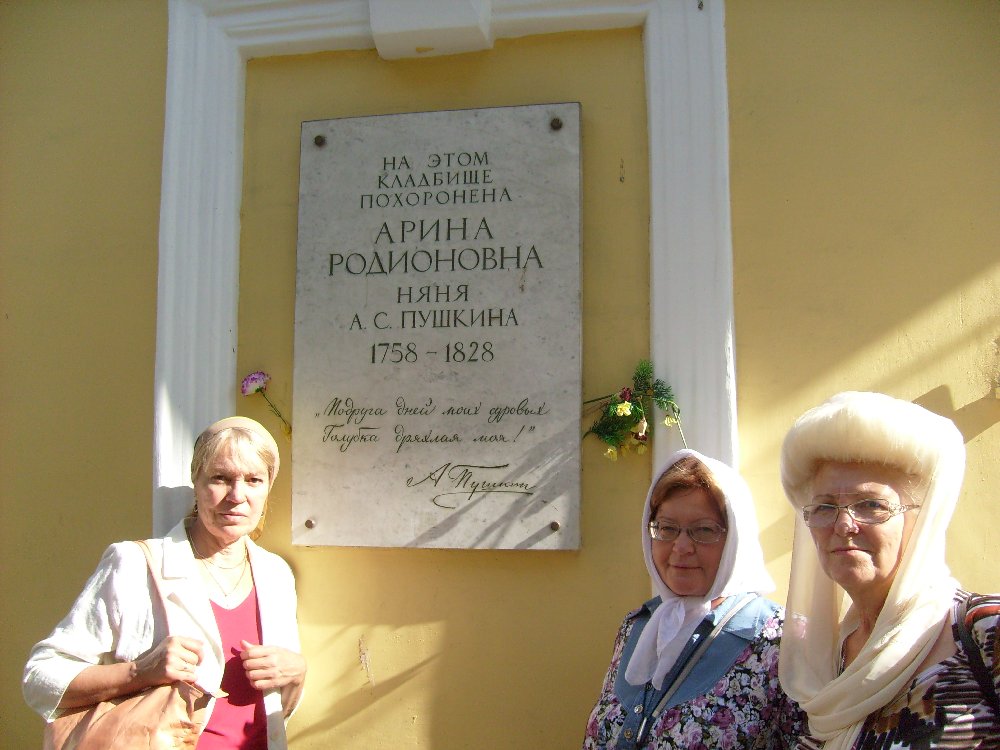 НА ЭТОМ
КЛАДБИЩЕ
ПОХОРОНЕНА
АРИНА
РОДИОНОВНА
НЯНЯ
А. С. ПУШКИНА
1758 - 1828
„Подруга дней моих суровых
Голубка дряхлая моя!"
А Пушкин